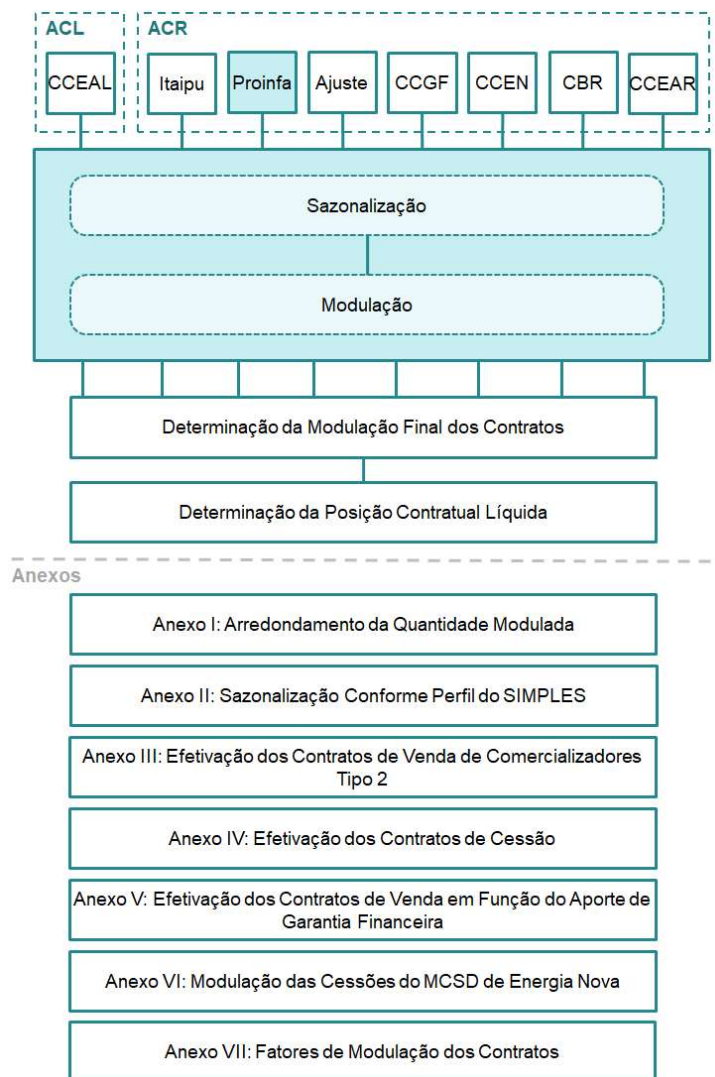 ACL
ACR
CCEAL
Itaipu
Proinfa
Ajuste
CCGF
CCEN
CBR
CCEAR
Sazonalização
Modulação
Determinação da Modulação Final dos Contratos
Determinação da Posição Contratual Líquida
Anexos
Anexo I: Arredondamento da Quantidade Modulada
Anexo II: Sazonalização Conforme Perfil do SIMPLES
Anexo III: Efetivação dos Contratos de Venda de Comercializadores
Tipo 2
Anexo IV: Efetivação dos Contratos de Cessão
Anexo V: Efetivação dos Contratos de Venda em Função do Aporte de
Garantia Financeira
Anexo VI: Modulação das Cessões do MCSD de Energia Nova
Anexo VII: Fatores de Modulação dos Contratos